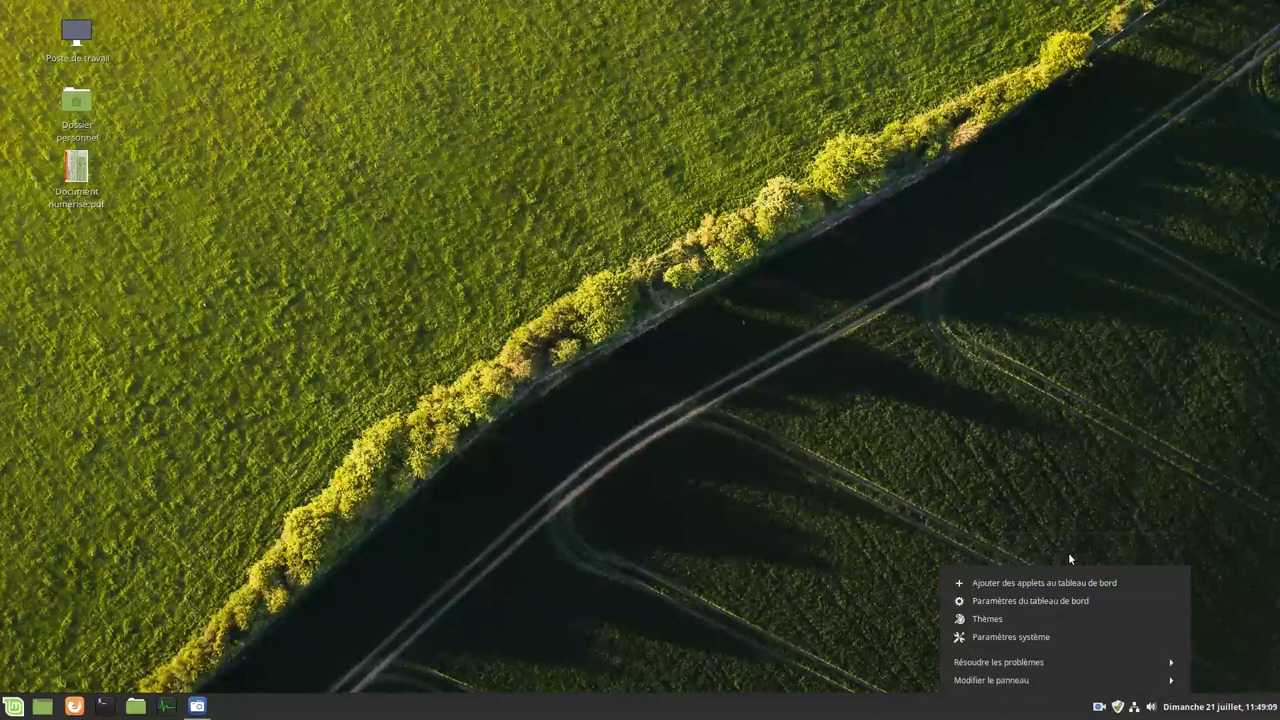 Poste de travail
Dossier
personnel
Document
numérisé.pdf
Ajouter des applets au tableau de bord
Paramètres du tableau de bord
Thèmes
Paramètres système
Résoudre les problèmes
Modifier le panneau
Dimanche 21 juillet, 11:49:09